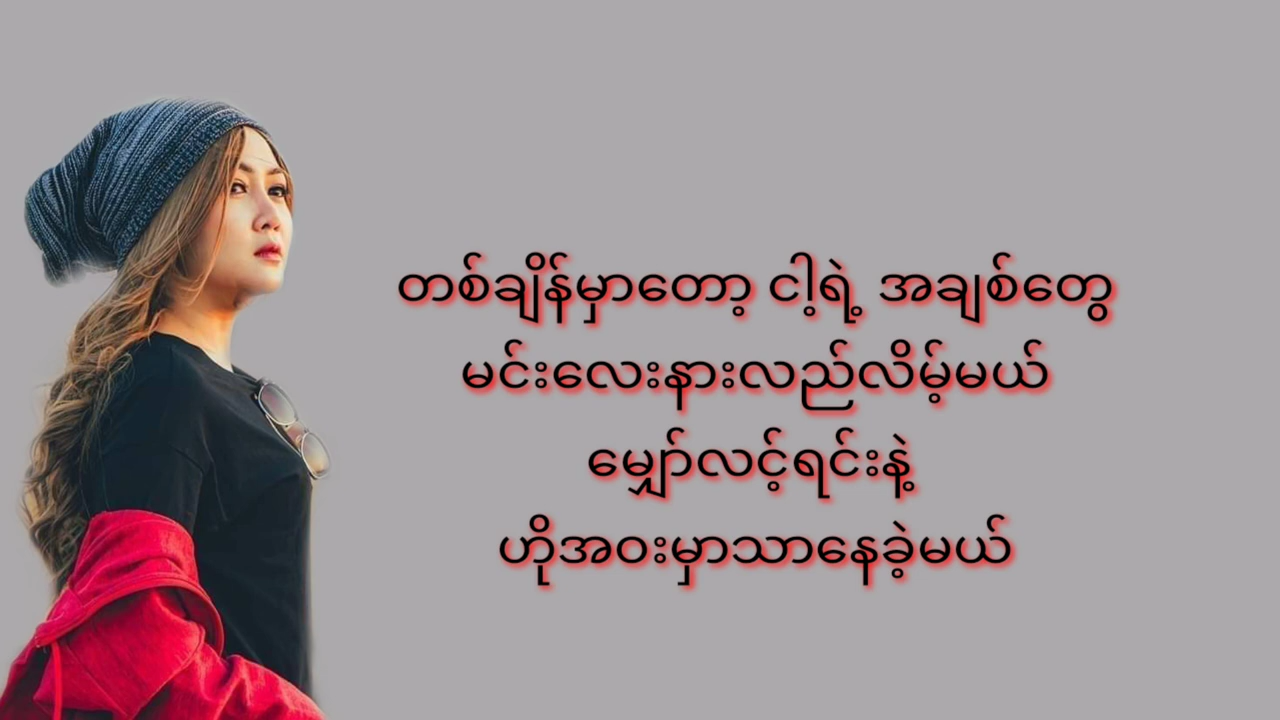 တစ်ချိန်မှာတော့ ငါ့ရဲ့ အချစ်တွေ
မင်းလေးနားလည်လိမ့်မယ်
မျှော်လင့်ရင်းနဲ့
ဟိုအဝးမှာသာနေခဲ့မယ်